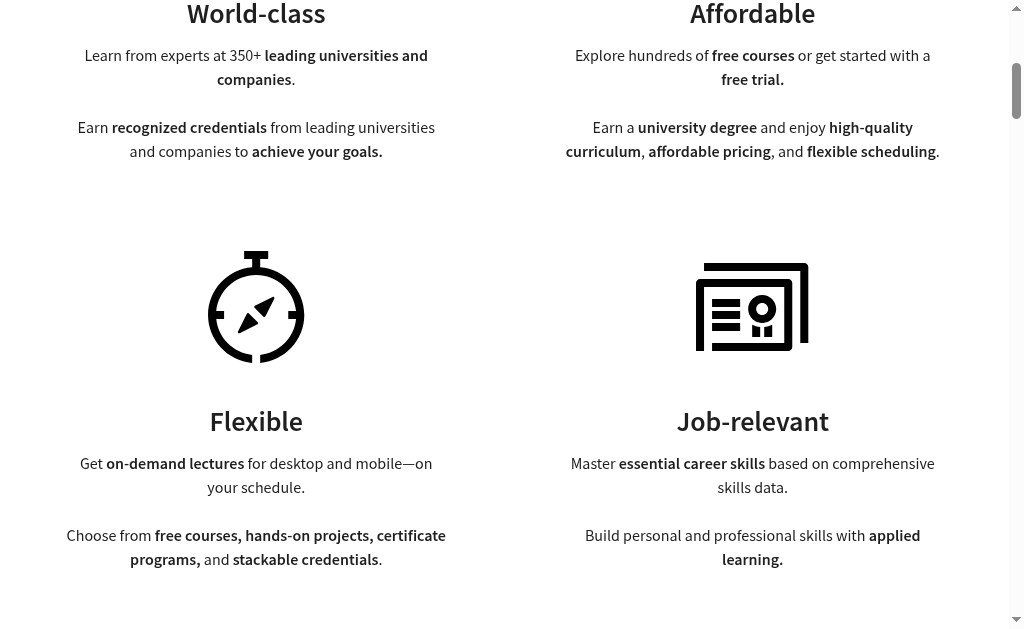 World-class
Learn from experts at 350+ leading universities and
companies.
Earn recognized credentials from leading universities
and companies to achieve your goals.
Affordable
Explore hundreds of free courses or get started with a
free trial.
Earn a university degree and enjoy high-quality
curriculum, affordable pricing, and flexible scheduling.
Flexible
Get on-demand lectures for desktop and mobile—on
your schedule.
Choose from free courses, hands-on projects, certificate
programs, and stackable credentials.
Job-relevant
Master essential career skills based on comprehensive
skills data.
Build personal and professional skills with applied
learning.